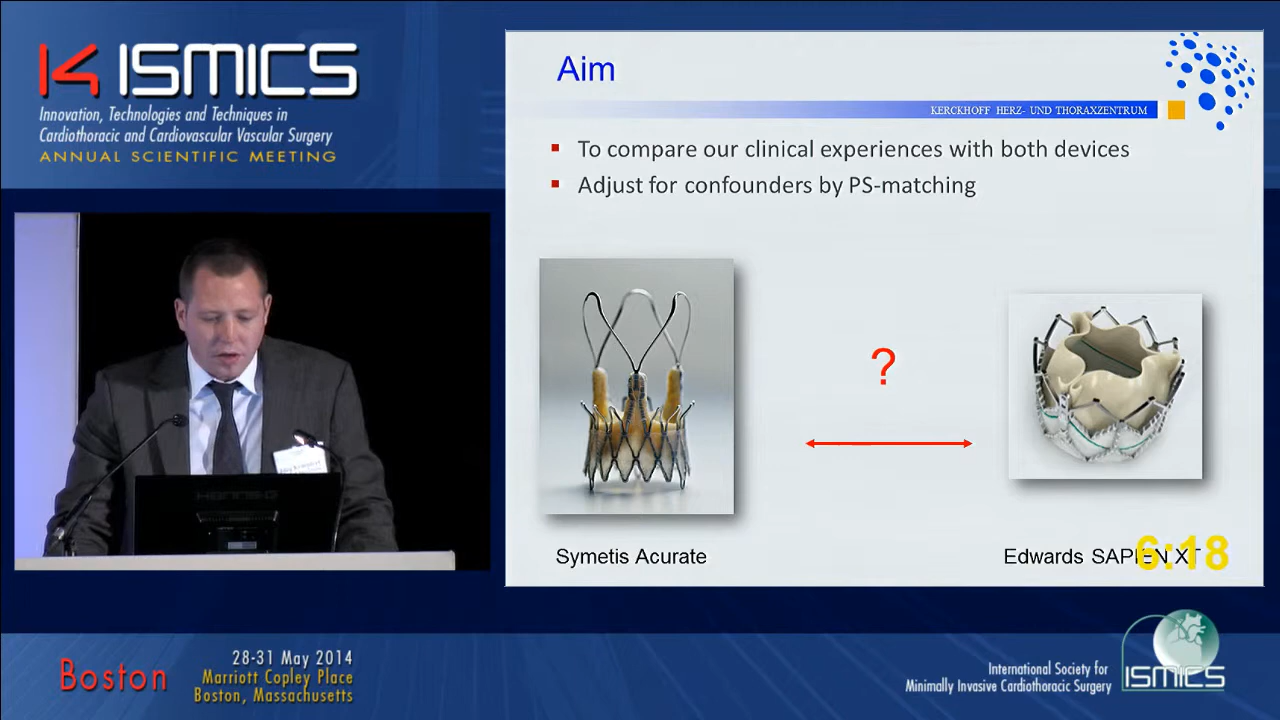 14 ISMICS
Innovation, Technologies and Techniques in
Cardiothoracic and Cardiovascular Vascular Surgery
ANNUAL SCIENTIFIC MEETING
Aim
KERCKHOFF HERZ- UND THORAXZENTRUM
To compare our clinical experiences with both devices
Adjust for confounders by PS-matching
?
Symetis Acurate
Edwards SAPIEN XT
6:18
Boston
28-31 May 2014
Marriott Copley Place
Boston, Massachusetts
International Society for
Minimally Invasive Cardiothoracic Surgery
ISMICS